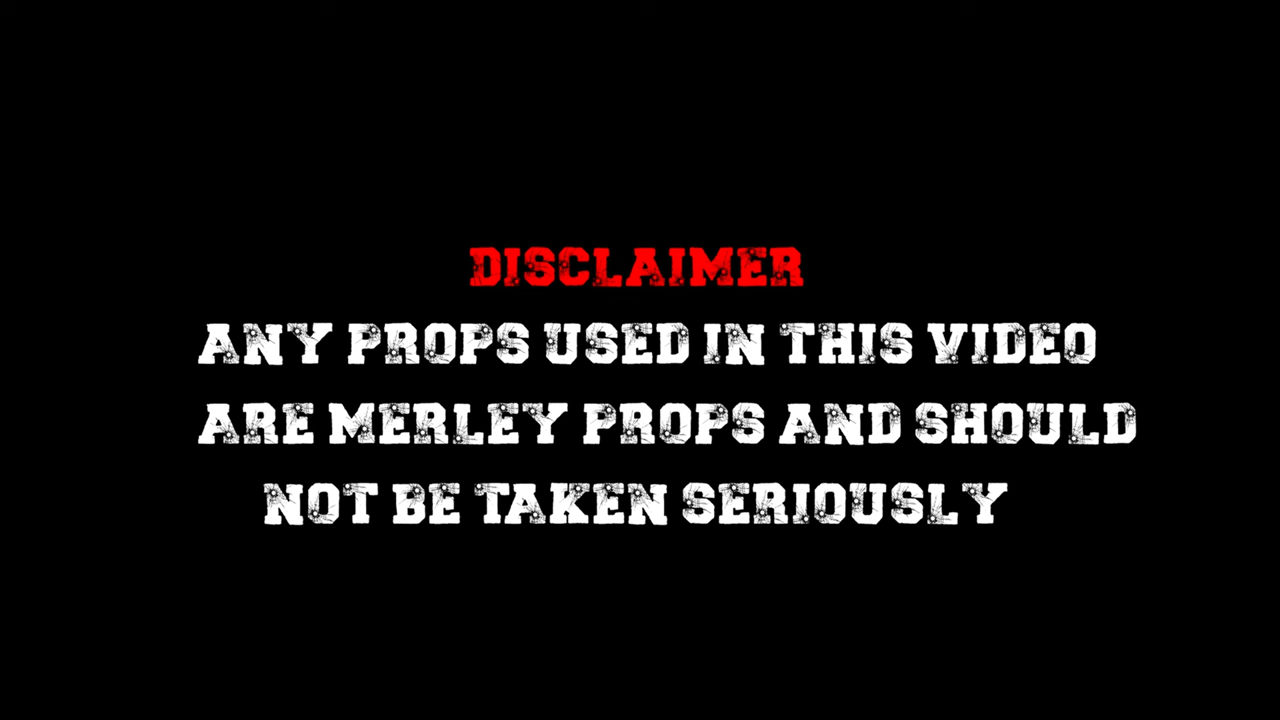 DISCLAIMER
ANY PROPS USED IN THIS VIDEO
ARE MERLEY PROPS AND SHOULD
NOT BE TAKEN SERIOUSLY